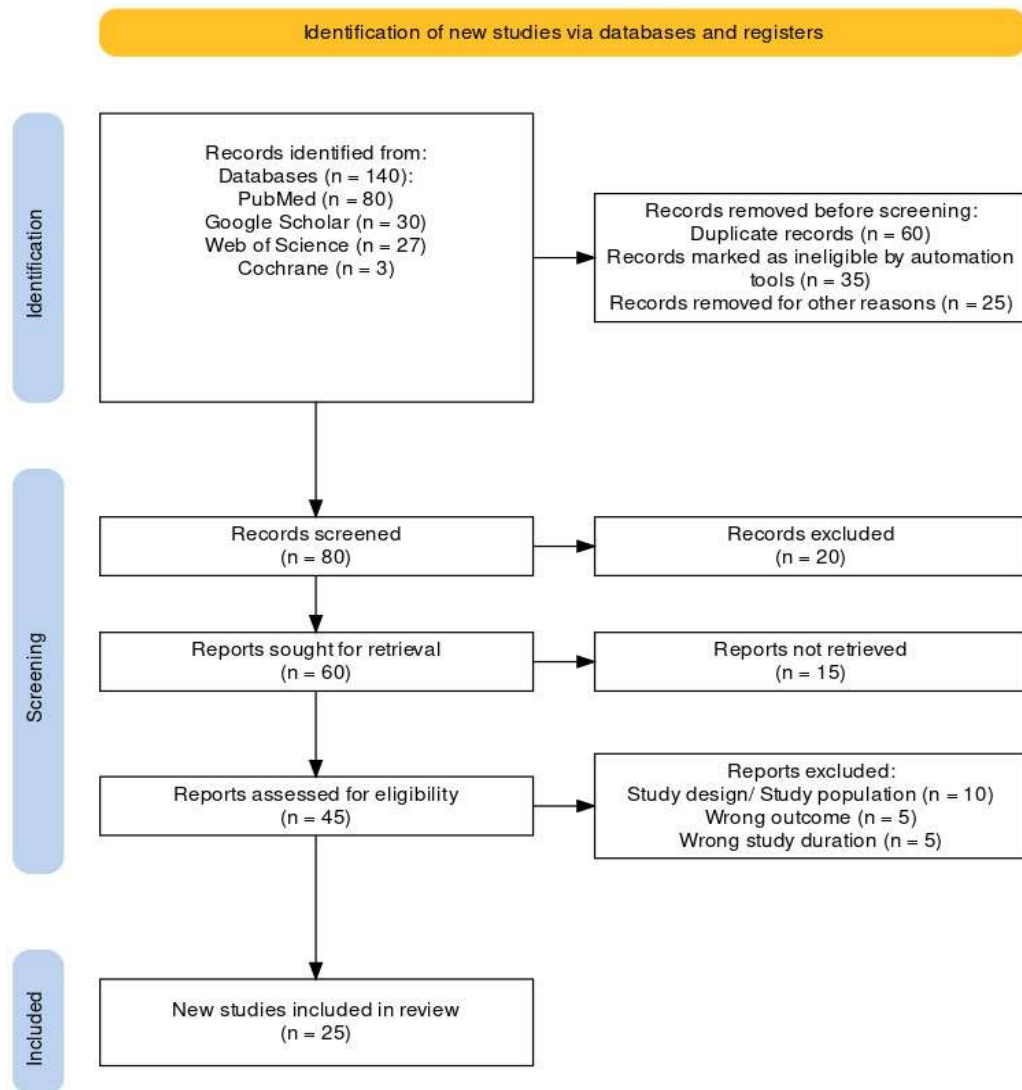 Identification of new studies via databases and registers
Identification
Records identified from:
Databases (n = 140):
PubMed (n = 80)
Google Scholar (n = 30)
Web of Science (n = 27)
Cochrane (n = 3)
Records removed before screening:
Duplicate records (n = 60)
Records marked as ineligible by automation
tools (n = 35)
Records removed for other reasons (n = 25)
Screening
Records screened
(n = 80)
Records excluded
(n = 20)
Reports sought for retrieval
(n = 60)
Reports not retrieved
(n = 15)
Reports assessed for eligibility
(n = 45)
Reports excluded:
Study design/ Study population (n = 10)
Wrong outcome (n = 5)
Wrong study duration (n = 5)
Included
New studies included in review
(n = 25)